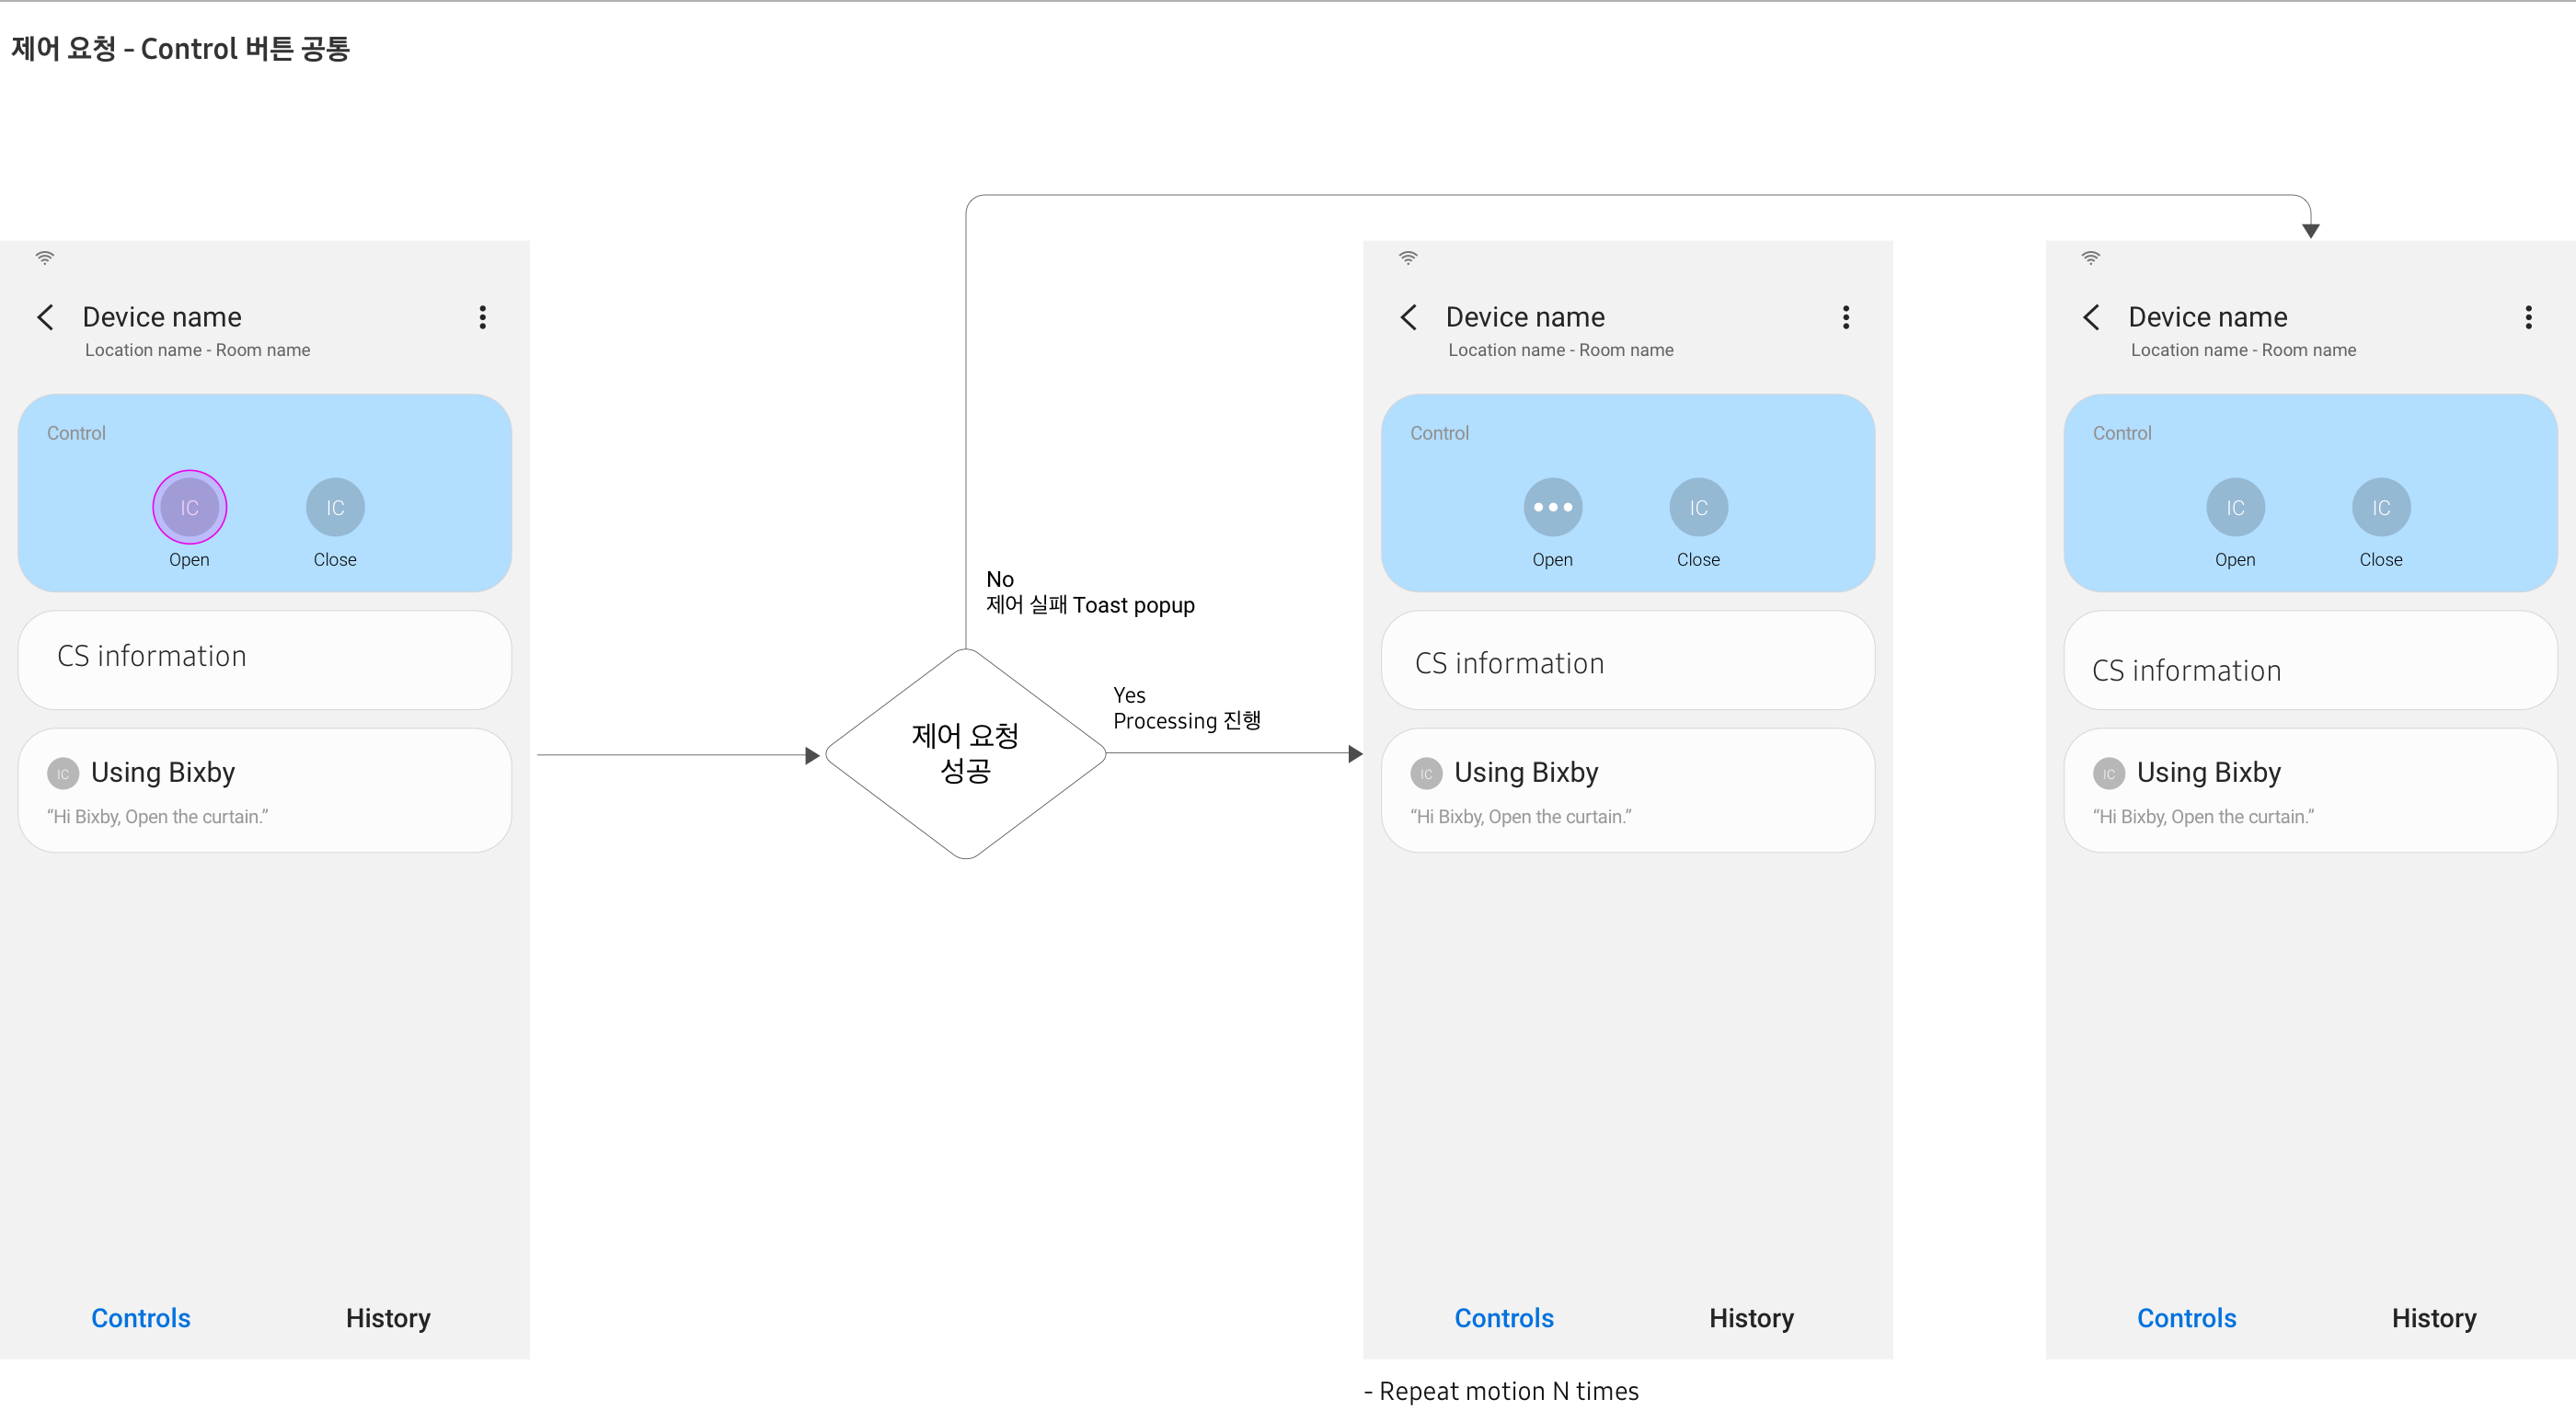 제어 요청 - Control 버튼 공통
Device name
Location name - Room name
Control
IC
IC
Open
Close
CS information
IC Using Bixby
“Hi Bixby, Open the curtain.”
Controls
History
제어 요청
성공
No
제어 실패 Toast popup
Yes
Processing 진행
Device name
Location name - Room name
Control
IC
Open
Close
CS information
IC Using Bixby
“Hi Bixby, Open the curtain.”
Controls
History
- Repeat motion N times
Device name
Location name - Room name
Control
IC
IC
Open
Close
CS information
IC Using Bixby
“Hi Bixby, Open the curtain.”
Controls
History